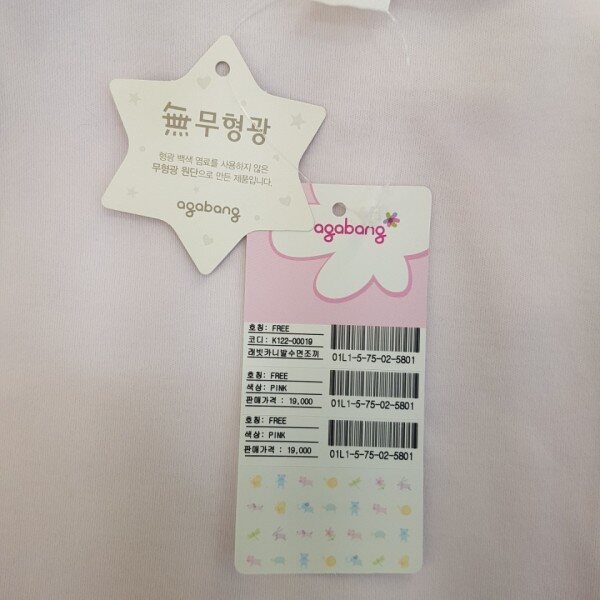 無무형광
형광 백색 염료를 사용하지 않은
무형광 원단으로 만든 제품입니다.
agabang
agabang
호칭: FREE
코디: K122-00019
래빗카니발수면조끼
01L1-5-75-02-5801
호칭: FREE
색상: PINK
판매가격 : 19,000
01L1-5-75-02-5801
호칭: FREE
색상: PINK
판매가격 : 19,000
01L1-5-75-02-5801